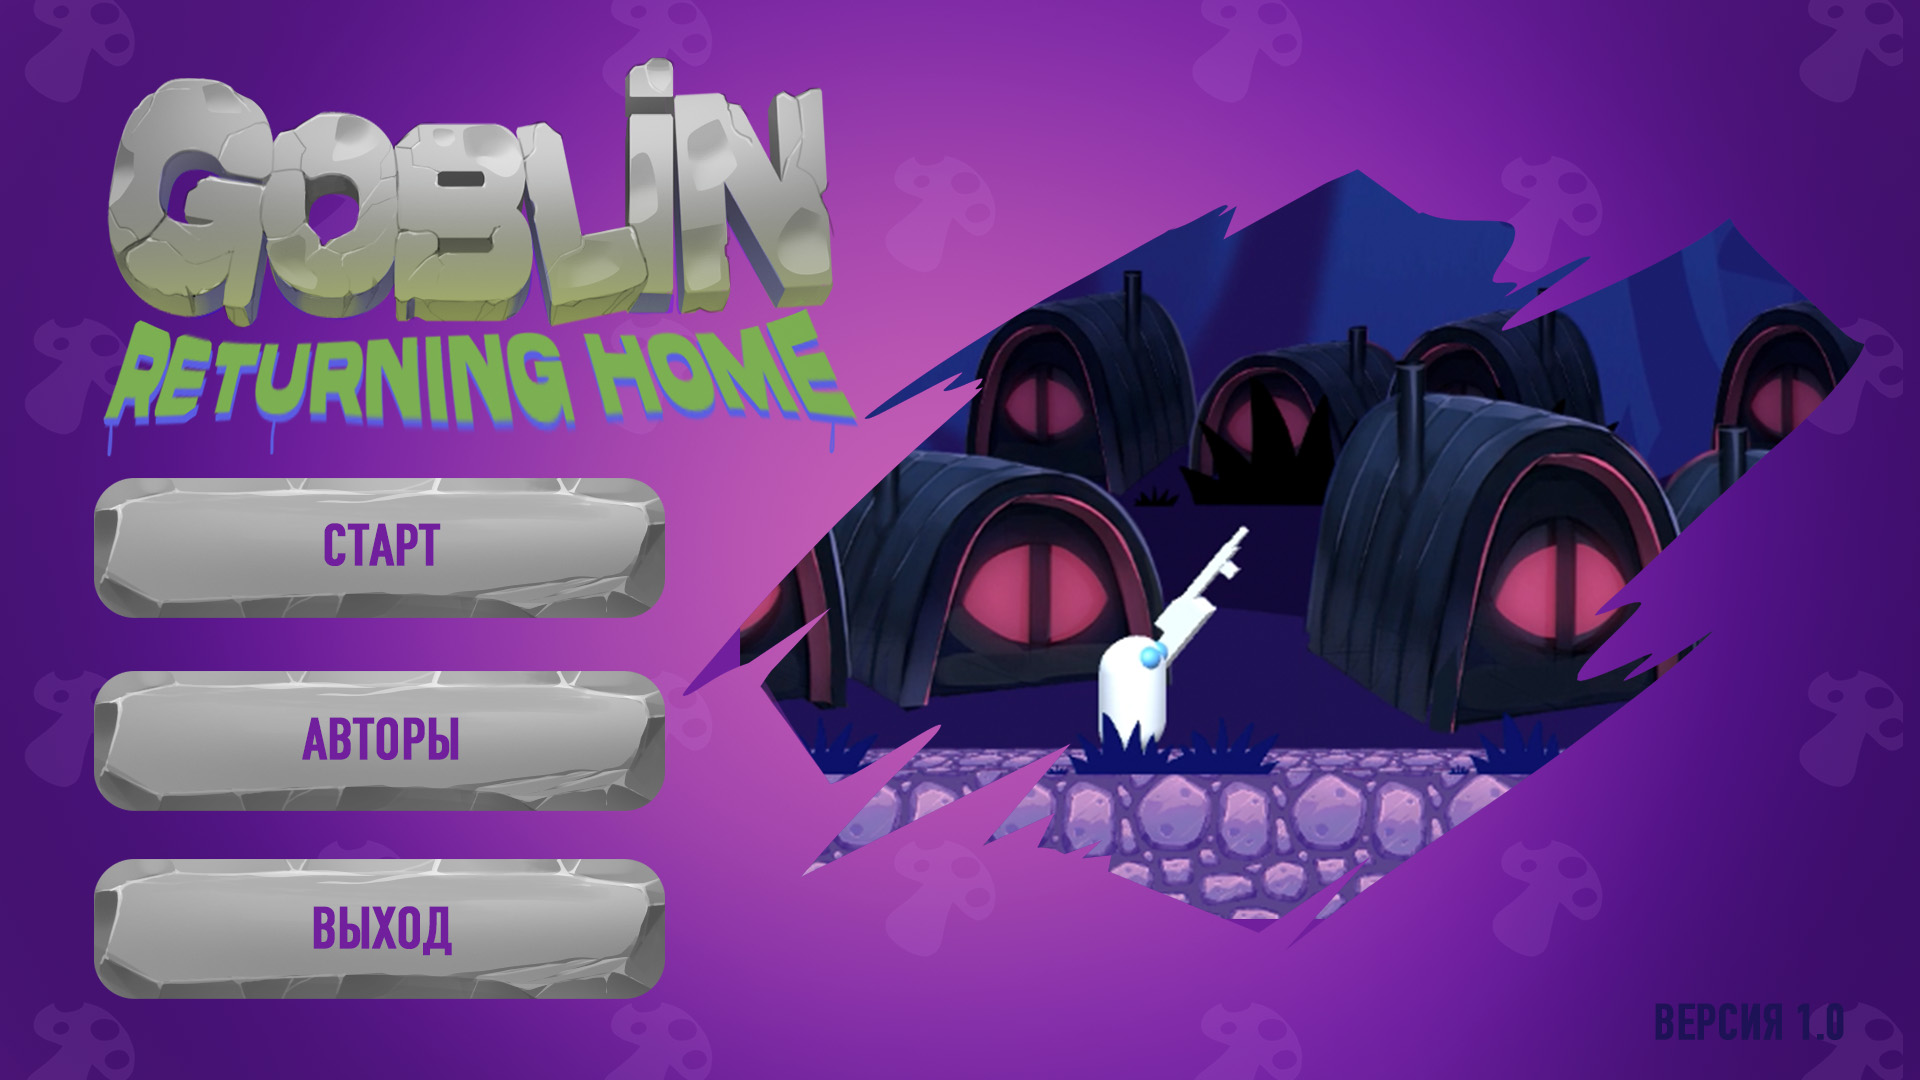 GOBLiN
RETURNING HOME
СТАРТ
АВТОРЫ
ВЫХОД
ВЕРСИЯ 1.0